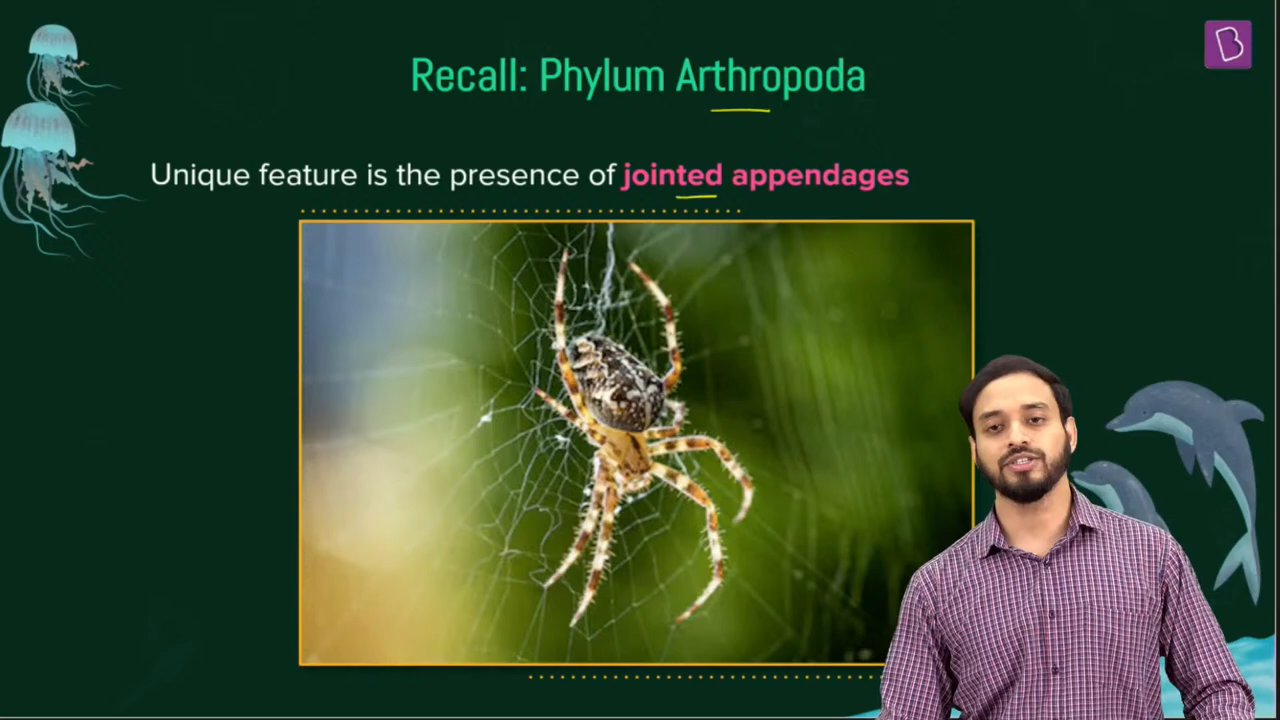 Recall: Phylum Arthropoda
Unique feature is the presence of jointed appendages